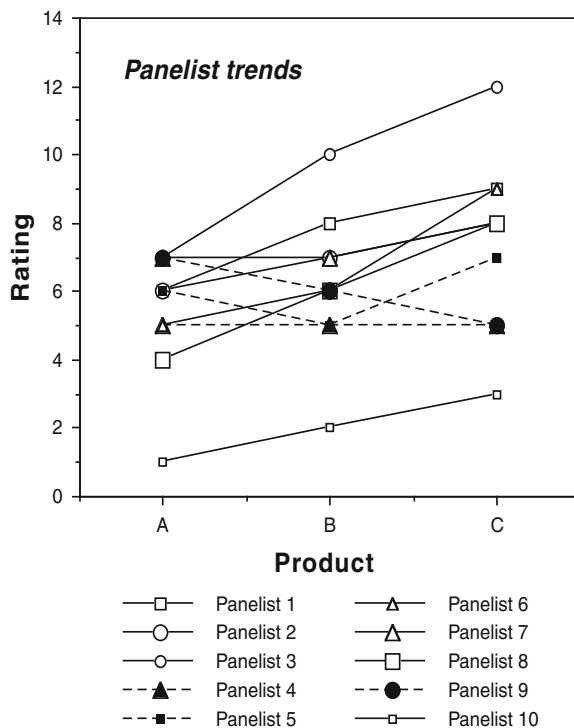 14
Panelist trends
12
10
8
6
4
2
0
Rating
A B C
Product
Panelist 1 Panelist 6
Panelist 2 Panelist 7
Panelist 3 Panelist 8
Panelist 4 Panelist 9
Panelist 5 Panelist 10